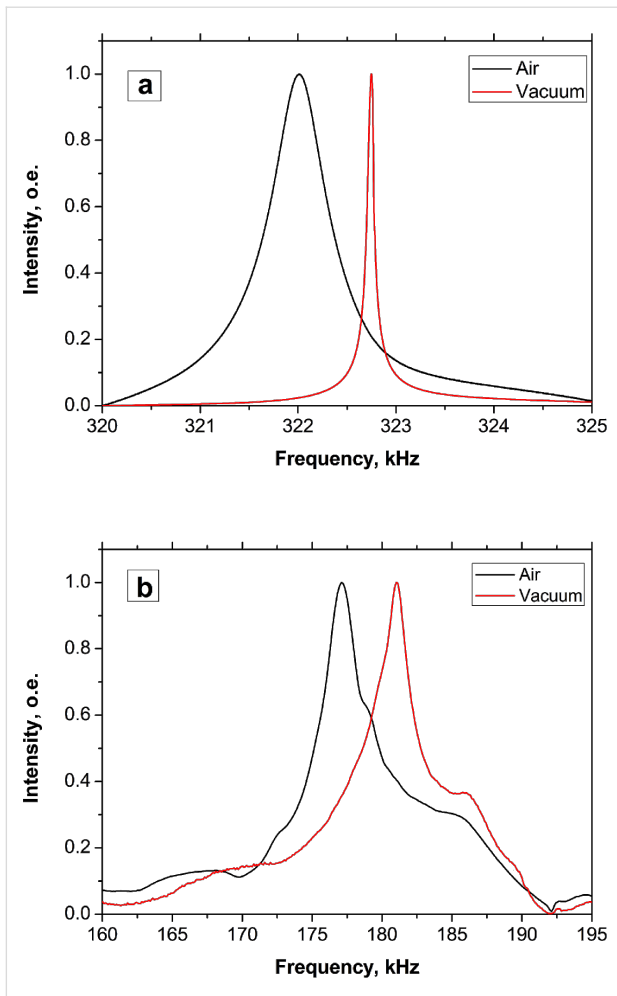 a
Air
Vacuum
1.0
0.8
0.6
0.4
0.2
0.0
Intensity, o.e.
320 321 322 323 324 325
Frequency, kHz
b
Air
Vacuum
1.0
0.8
0.6
0.4
0.2
0.0
Intensity, o.e.
160 165 170 175 180 185 190 195
Frequency, kHz